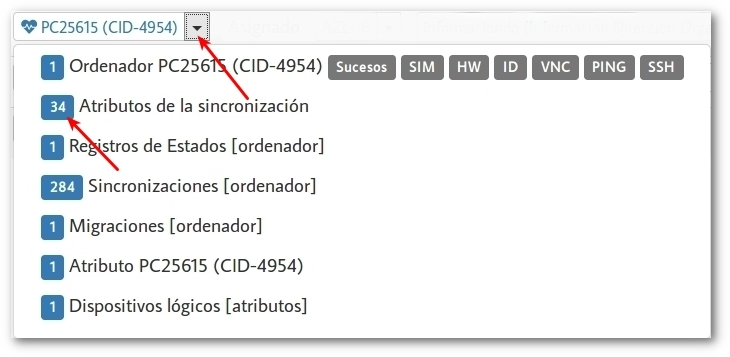 PC25615 (CID-4954)
1 Ordenador PC25615 (CID-4954) Sucesos SIM HW ID VNC PING SSH
34 Atributos de la sincronización
1 Registros de Estados [ordenador]
284 Sincronizaciones [ordenador]
1 Migraciones [ordenador]
1 Atributo PC25615 (CID-4954)
1 Dispositivos lógicos [atributos]